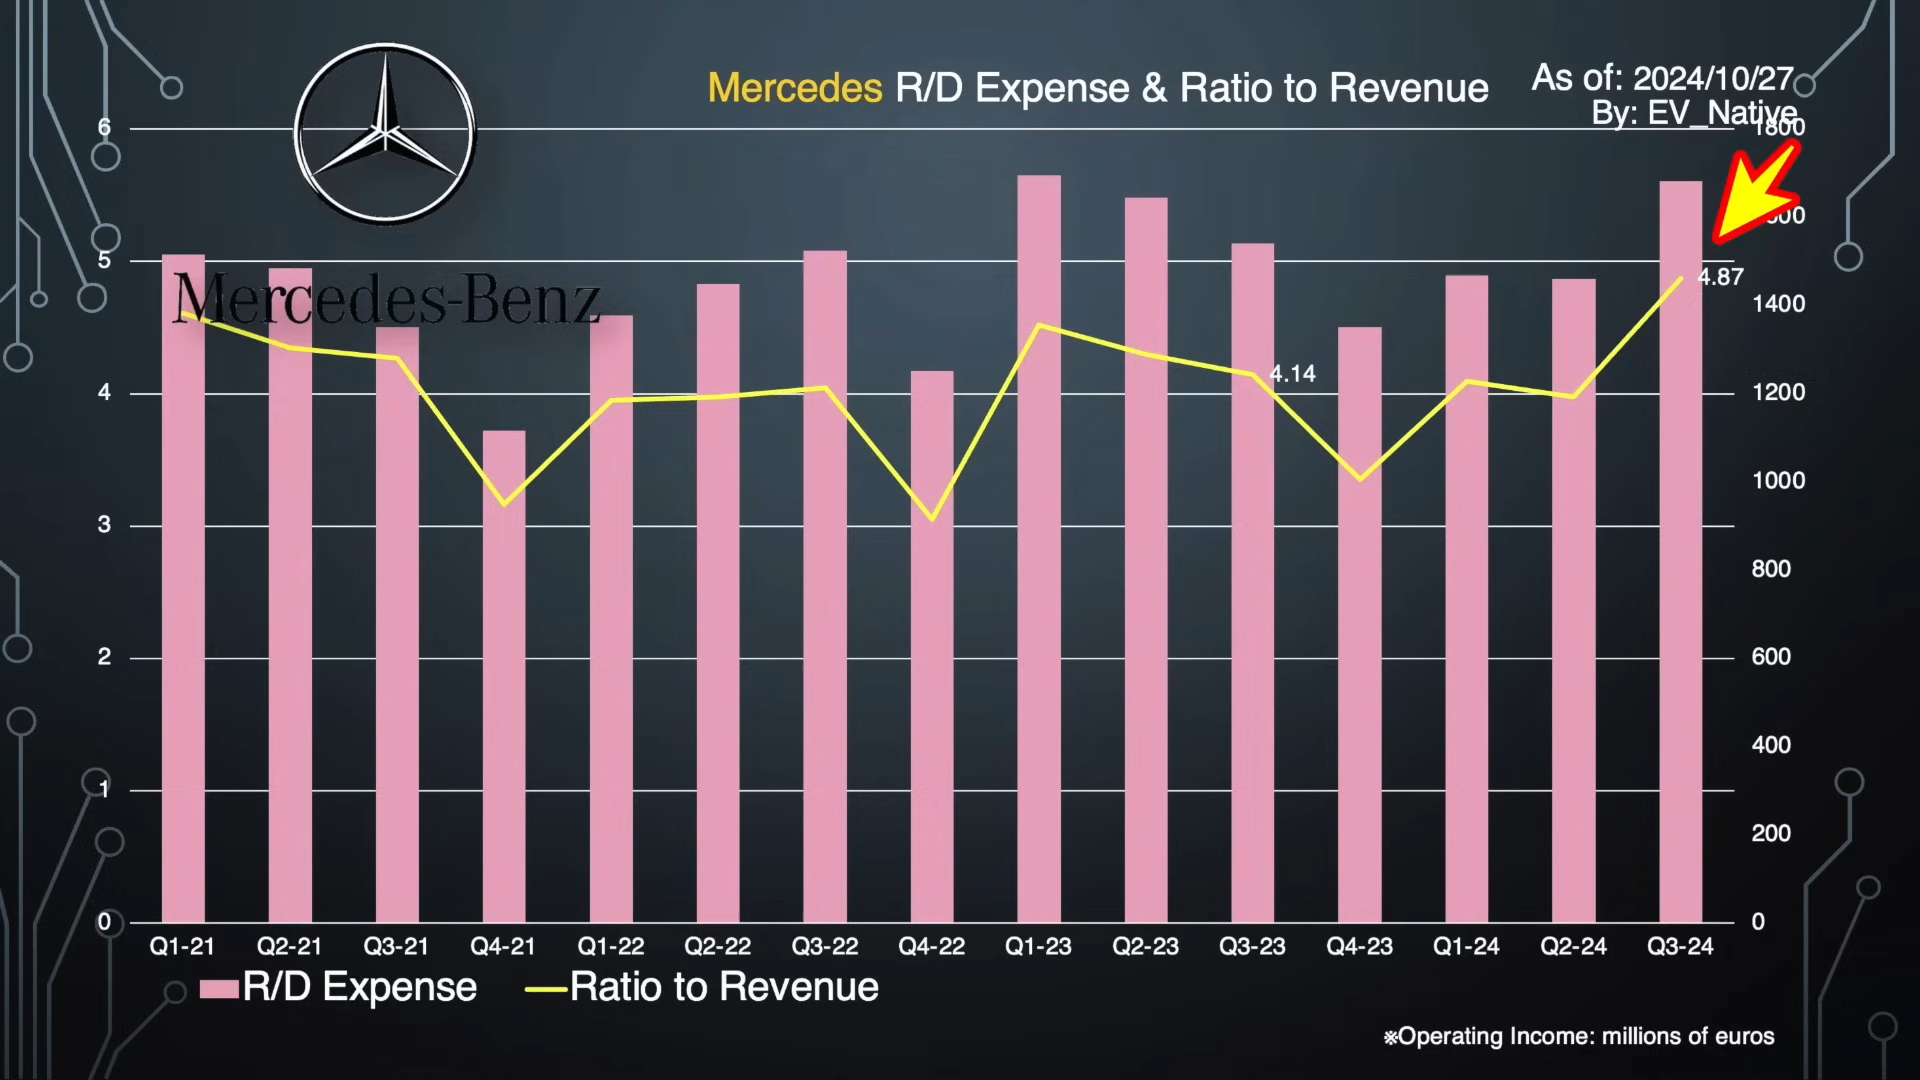 Mercedes R/D Expense & Ratio to Revenue
As of: 2024/10/27
By: EV_Native
Mercedes-Benz
6
5
4
3
2
1
0
1800
1400
1200
1000
800
600
400
200
0
4.14
4.87
Q1-21 Q2-21 Q3-21 Q4-21 Q1-22 Q2-22 Q3-22 Q4-22 Q1-23 Q2-23 Q3-23 Q4-23 Q1-24 Q2-24 Q3-24
R/D Expense Ratio to Revenue
※Operating Income: millions of euros